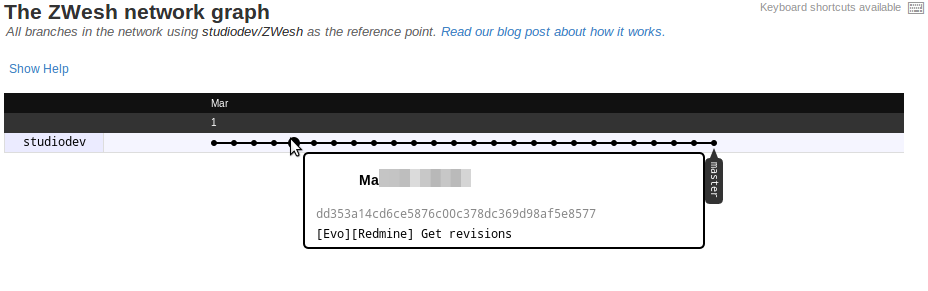 The ZWesh network graph
Keyboard shortcuts available
All branches in the network using studiodev/ZWesh as the reference point. Read our blog post about how it works.
Show Help
Mar
1
studiodev
master
Ma
dd353a14cd6ce5876c00c378dc369d98af5e8577
[Evo][Redmine] Get revisions